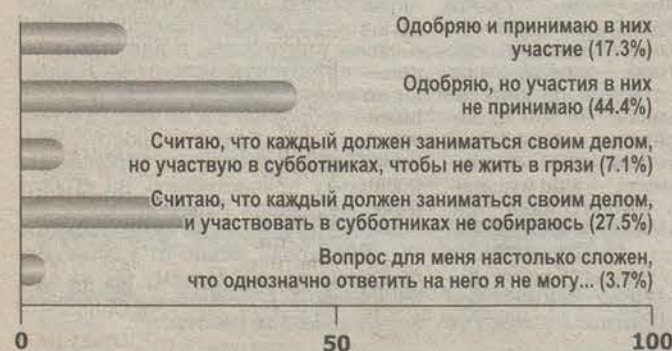 Одобряю и принимаю в них
участие (17.3%)
Одобряю, но участия в них
не принимаю (44.4%)
Считаю, что каждый должен заниматься своим делом,
но участвую в субботниках, чтобы не жить в грязи (7.1%)
Считаю, что каждый должен заниматься своим делом,
и участвовать в субботниках не собираюсь (27.5%)
Вопрос для меня настолько сложен,
что однозначно ответить на него я не могу... (3.7%)
0 50 100